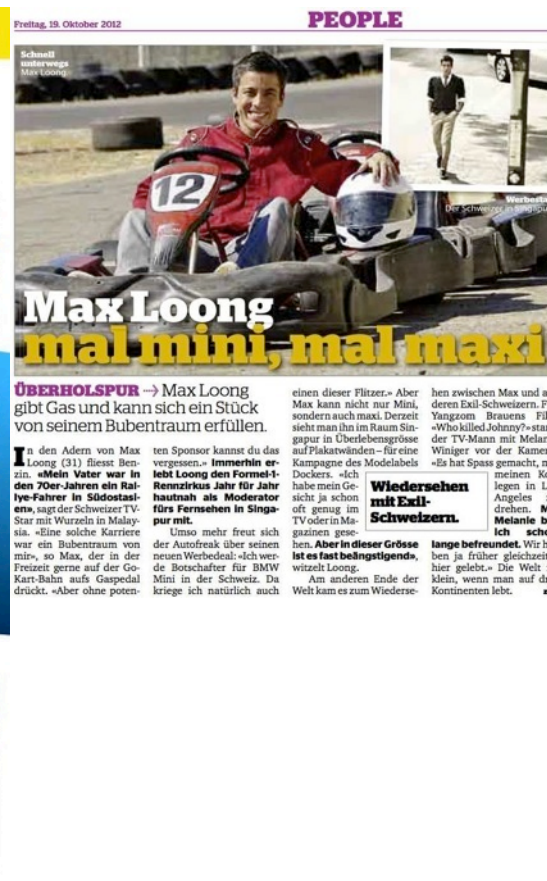 Freitag, 19. Oktober 2012
PEOPLE
Schnell
unterwegs
Max Loong
12
Der Schweizer in
Max Loong
mal mini, mal maxi
ÜBERHOLSPUR → Max Loong
gibt Gas und kann sich ein Stück
von seinem Bubentraum erfüllen.
In den Adern von Max
Loong (31) fliesst Ben-
zin. «Mein Vater war in
den 70er-Jahren ein Ral-
lye-Fahrer in Südostasi-
en», sagt der Schweizer TV-
Star mit Wurzeln in Malay-
sia. «Eine solche Karriere
war ein Bubentraum von
mir», so Max, der in der
Freizeit gerne auf der Go-
Kart-Bahn aufs Gaspedal
drückt. «Aber ohne poten-
ten Sponsor kannst du das
vergessen.» Immerhin er-
lebt Loong den Formel-1-
Rennzirkus Jahr für Jahr
hautnah als Moderator
fürs Fernsehen in Singa-
pur mit.
Umso mehr freut sich
der Autofreak über seinen
neuen Werbedeal: «Ich wer-
de Botschafter für BMW
Mini in der Schweiz. Da
kriege ich natürlich auch
einen dieser Flitzer.» Aber
Max kann nicht nur Mini,
sondern auch maxi. Derzeit
sieht man ihn im Raum Sin-
gapur in Überlebensgrösse
auf Plakatwänden – für eine
Kampagne des Modelabels
Dockers. «Ich
habe mein Ge-
sicht ja schon
oft genug im
TV oder in Ma-
gazinen gese-
hen. Aber in dieser Grösse
ist es fast beängstigend»,
witzelt Loong.
Am anderen Ende der
Welt kam es zum Wiederse-
Wiedersehen
mit Exil-
Schweizern.
hen zwischen Max und a
deren Exil-Schweizern. F
Yangzom Brauens Fil
«Who killed Johnny?» stan
der TV-Mann mit Melan
Winiger vor der Kamer
«Es hat Spass gemacht, m
meinen Ko
legen in L
Angeles
drehen. M
Melanie b
ich scho
lange befreundet. Wir h
ben ja früher gleichzeit
hier gelebt.» Die Welt
klein, wenn man auf dr
Kontinenten lebt.